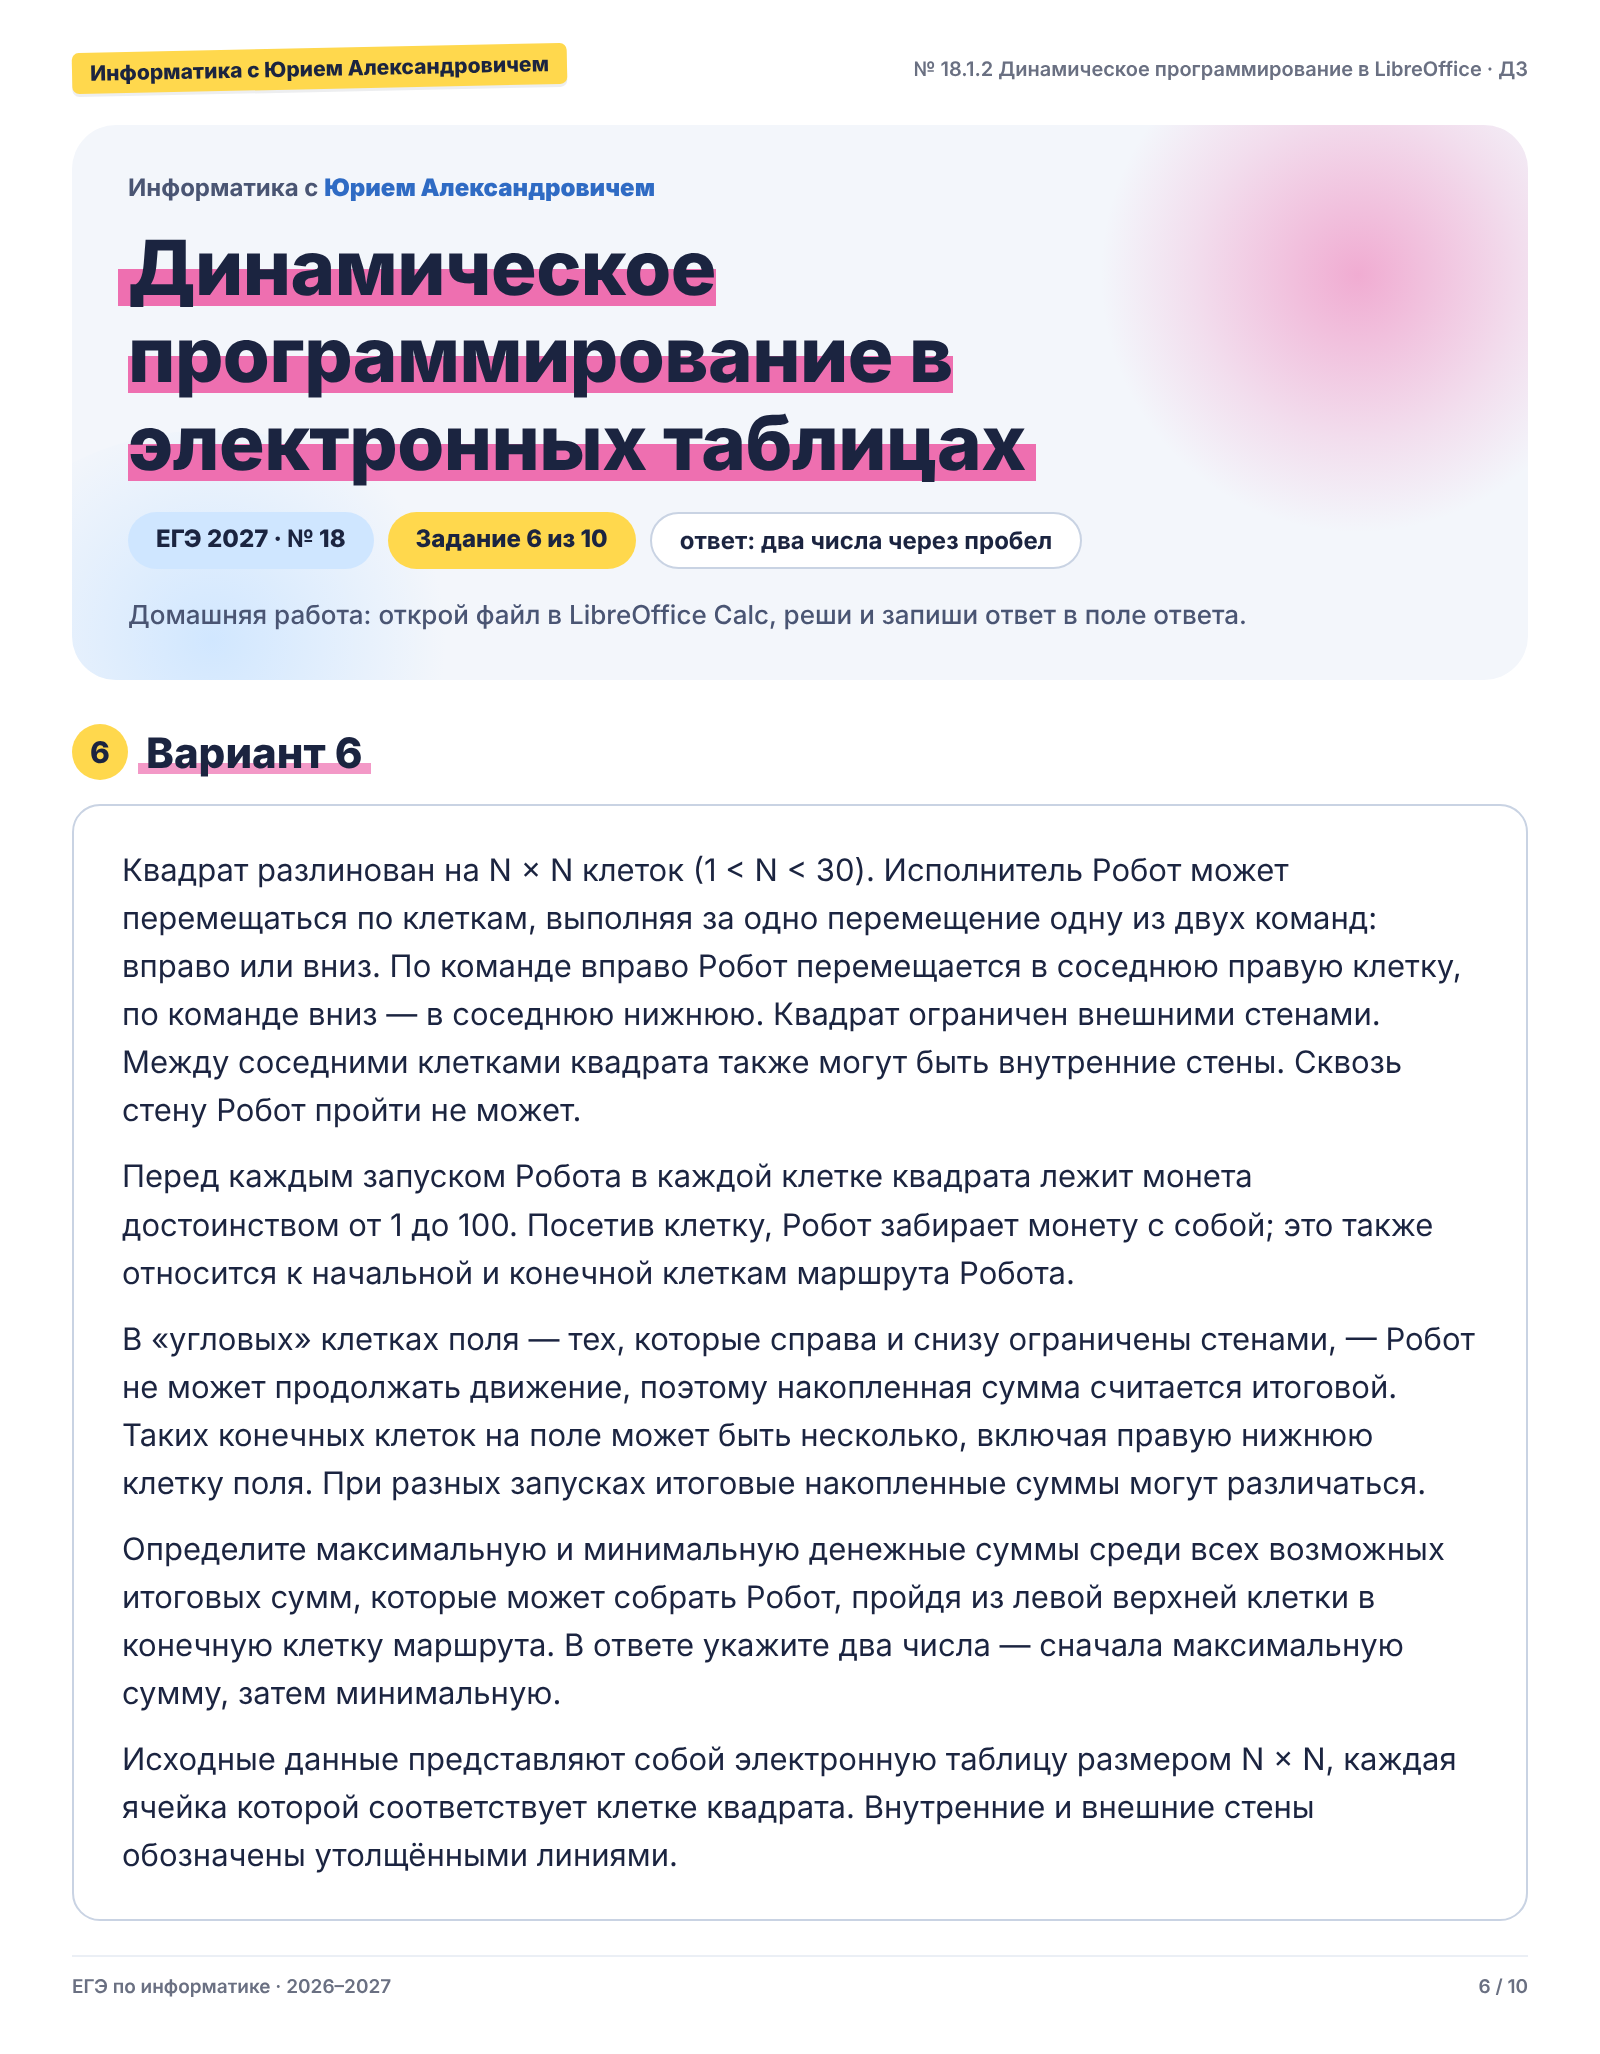 Информатика с Юрием Александровичем
№ 18.1.2 Динамическое программирование в LibreOffice · ДЗ
Информатика с Юрием Александровичем
Динамическое
программирование в
электронных таблицах
ЕГЭ 2027 · № 18
Задание 6 из 10
ответ: два числа через пробел
Домашняя работа: открой файл в LibreOffice Calc, реши и запиши ответ в поле ответа.
6 Вариант 6
Квадрат разлинован на N × N клеток (1 < N < 30). Исполнитель Робот может
перемещаться по клеткам, выполняя за одно перемещение одну из двух команд:
вправо или вниз. По команде вправо Робот перемещается в соседнюю правую клетку,
по команде вниз — в соседнюю нижнюю. Квадрат ограничен внешними стенами.
Между соседними клетками квадрата также могут быть внутренние стены. Сквозь
стену Робот пройти не может.
Перед каждым запуском Робота в каждой клетке квадрата лежит монета
достоинством от 1 до 100. Посетив клетку, Робот забирает монету с собой; это также
относится к начальной и конечной клеткам маршрута Робота.
В «угловых» клетках поля — тех, которые справа и снизу ограничены стенами, — Робот
не может продолжать движение, поэтому накопленная сумма считается итоговой.
Таких конечных клеток на поле может быть несколько, включая правую нижнюю
клетку поля. При разных запусках итоговые накопленные суммы могут различаться.
Определите максимальную и минимальную денежные суммы среди всех возможных
итоговых сумм, которые может собрать Робот, пройдя из левой верхней клетки в
конечную клетку маршрута. В ответе укажите два числа — сначала максимальную
сумму, затем минимальную.
Исходные данные представляют собой электронную таблицу размером N × N, каждая
ячейка которой соответствует клетке квадрата. Внутренние и внешние стены
обозначены утолщёнными линиями.
ЕГЭ по информатике · 2026–2027
6 / 10